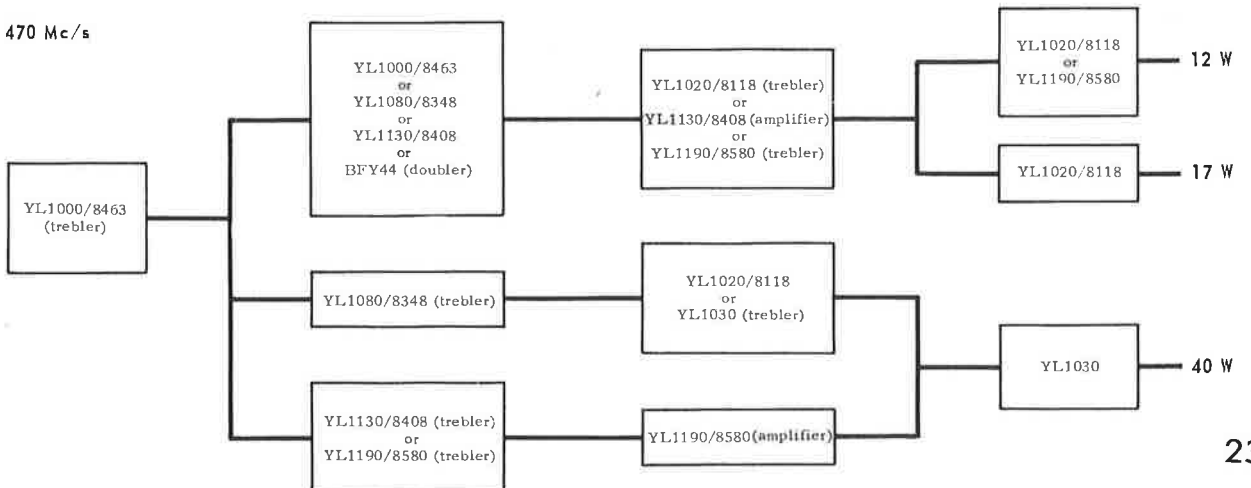 470 Mc/s
YL1000/8463
(trebler)
YL1000/8463
or
YL1080/8348
or
YL1130/8408
or
BFY44 (doubler)
YL1020/8118 (trebler)
or
YL1130/8408 (amplifier)
or
YL1190/8580 (trebler)
YL1020/8118
or
YL1190/8580
12 W
YL1020/8118
17 W
YL1080/8348 (trebler)
YL1020/8118
or
YL1030 (trebler)
YL1130/8408 (trebler)
or
YL1190/8580 (trebler)
YL1190/8580 (amplifier)
YL1030
40 W